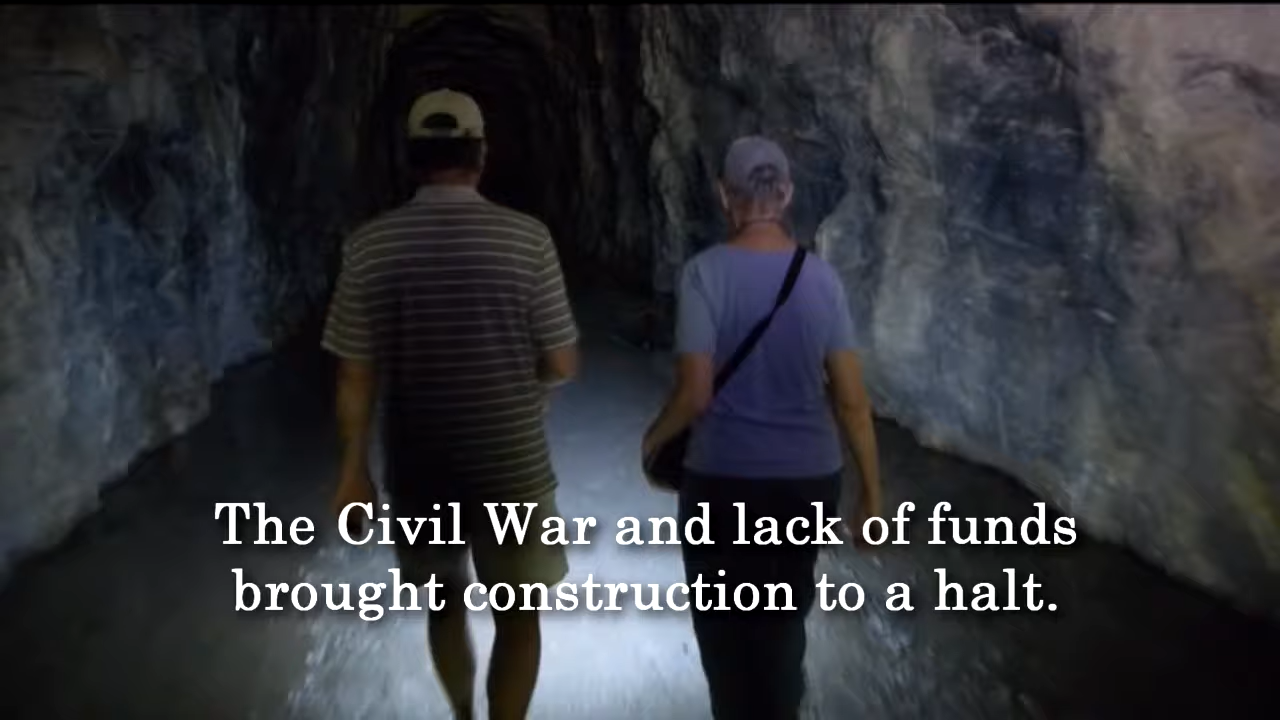 The Civil War and lack of funds
brought construction to a halt.